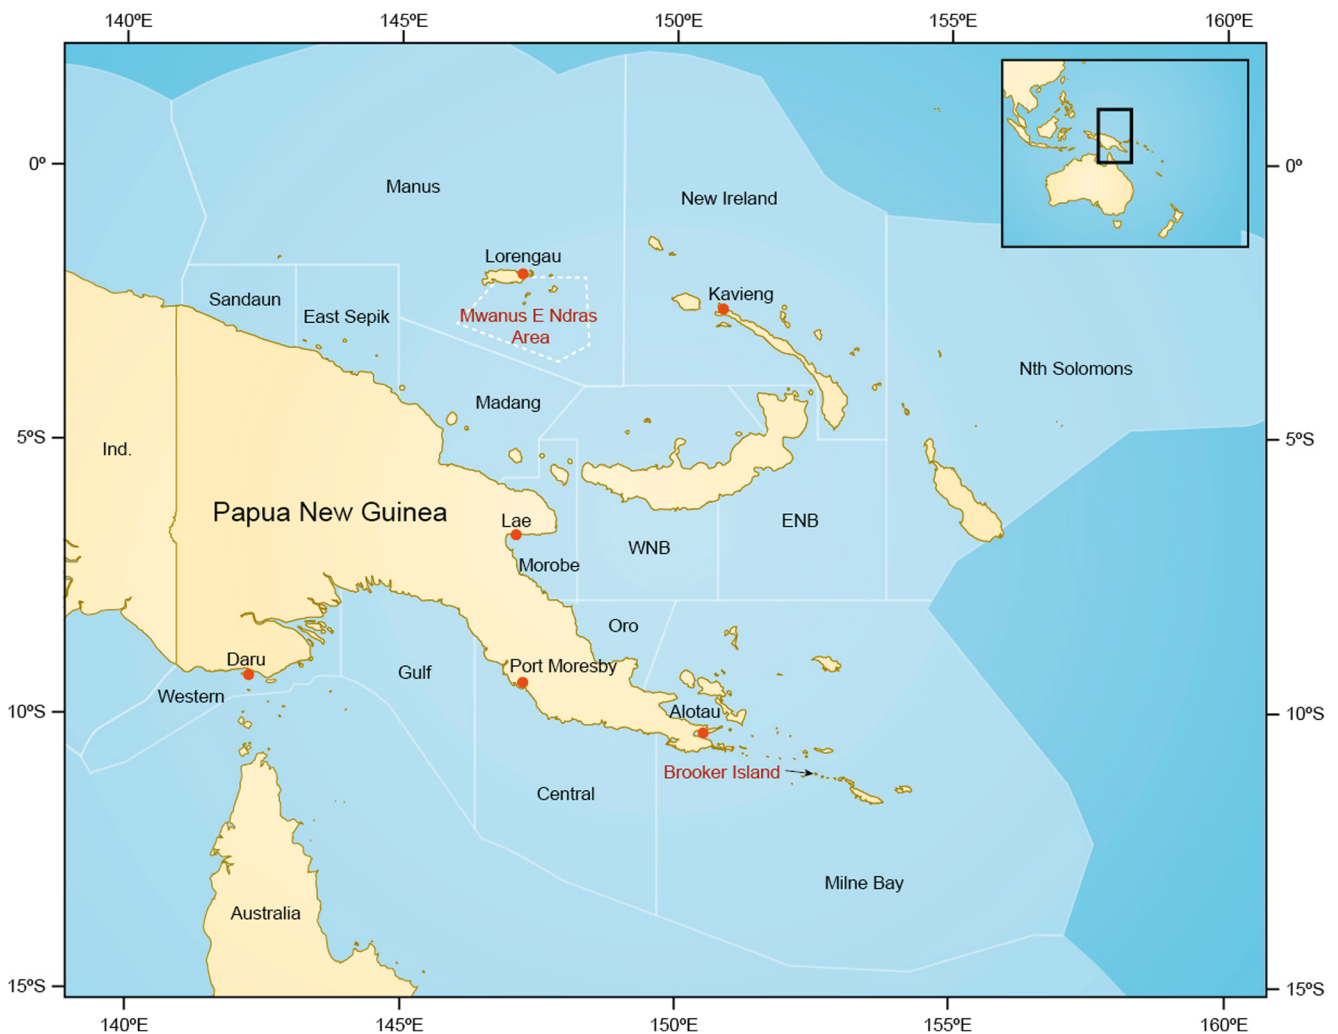 140ºE
145ºE
150ºE
155ºE
160ºE
0º
0º
Manus
New Ireland
Lorengau
Sandaun
Kavieng
East Sepik
Mwanus E Ndras
Area
Nth Solomons
Madang
5ºS
5ºS
Ind.
Papua New Guinea
Lae
ENB
WNB
Morobe
Oro
Daru
Port Moresby
Gulf
Western
10ºS
Alotau
10ºS
Brooker Island
Central
Milne Bay
Australia
15ºS
15ºS
140ºE
145ºE
150ºE
155ºE
160ºE